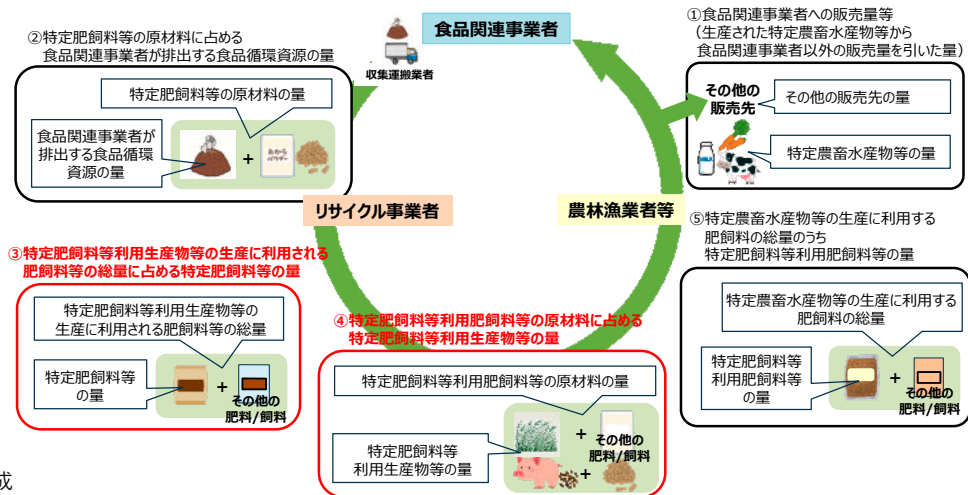 食品関連事業者
収集運搬業者
①食品関連事業者への販売量等
（生産された特定農畜水産物等から
食品関連事業者以外の販売量を引いた量）
その他の
販売先
その他の販売先の量
MILK
特定農畜水産物等の量
②特定肥飼料等の原材料に占める
食品関連事業者が排出する食品循環資源の量
特定肥飼料等の原材料の量
食品関連事業者が
排出する食品循環
資源の量
+
おから
パウダー
リサイクル事業者
農林漁業者等
③特定肥飼料等利用生産物等の生産に利用される
肥飼料等の総量に占める特定肥飼料等の量
特定肥飼料等利用生産物等の
生産に利用される肥飼料等の総量
特定肥飼料等
の量
+
その他の
肥料/飼料
④特定肥飼料等利用肥飼料等の原材料に占める
特定肥飼料等利用生産物等の量
特定肥飼料等利用肥飼料等の原材料の量
特定肥飼料等
利用生産物等の量
+
その他の
肥料/飼料
+
⑤特定農畜水産物等の生産に利用する
肥飼料の総量のうち
特定肥飼料等利用肥飼料等の量
特定農畜水産物等の生産に利用する
肥飼料の総量
特定肥飼料等
利用肥飼料等
の量
+
その他の
肥料/飼料
成